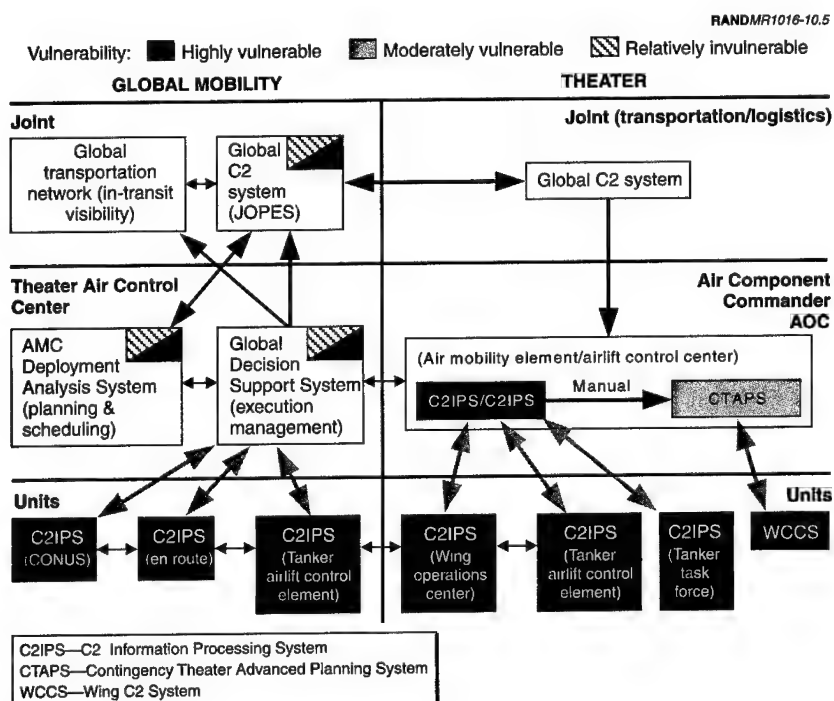 RANDMR1016-10.5
Vulnerability: Highly vulnerable Moderately vulnerable Relatively invulnerable
GLOBAL MOBILITY
THEATER
Joint
Joint (transportation/logistics)
Global
transportation
network (in-transit
visibility)
Global
C2
system
(JOPES)
Global C2 system
Theater Air Control
Center
Air Component
Commander
AOC
AMC
Deployment
Analysis System
(planning &
scheduling)
Global
Decision
Support System
(execution
management)
(Air mobility element/airlift control center)
C2IPS/C2IPS
Manual
CTAPS
Units
Units
C2IPS
(CONUS)
C2IPS
(en route)
C2IPS
(Tanker
airlift control
element)
C2IPS
(Wing
operations
center)
C2IPS
(Tanker
airlift control
element)
C2IPS
(Tanker
task
force)
WCCS
C2IPS—C2 Information Processing System
CTAPS—Contingency Theater Advanced Planning System
WCCS—Wing C2 System